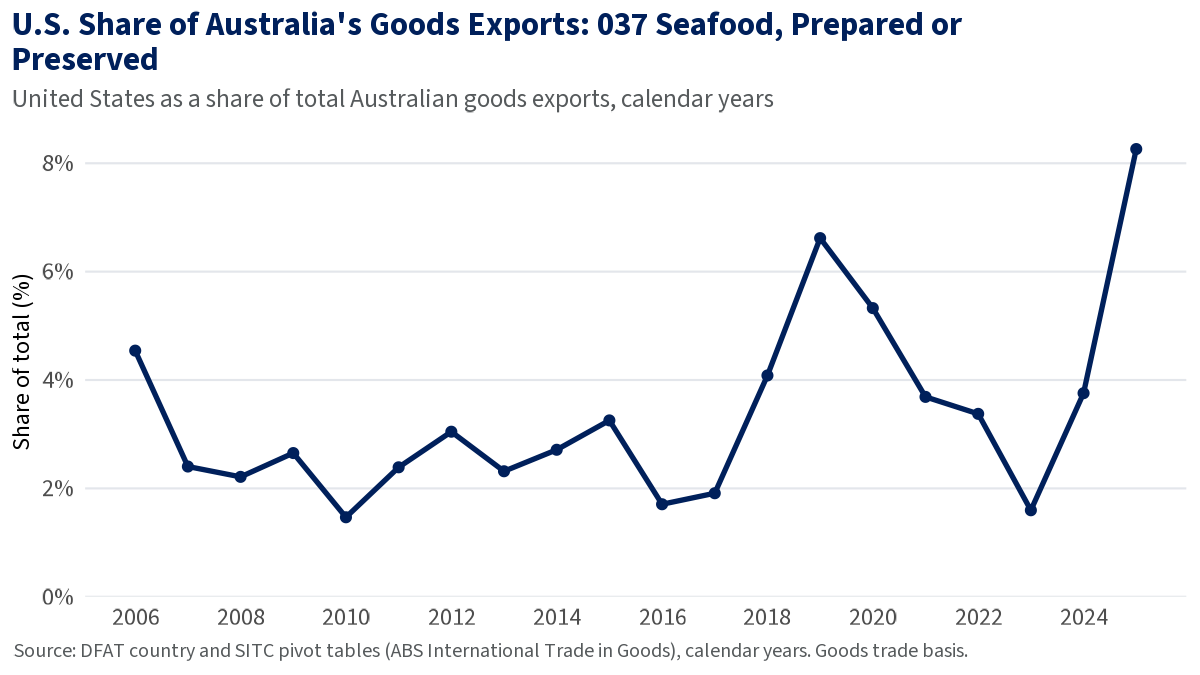 U.S. Share of Australia's Goods Exports: 037 Seafood, Prepared or
Preserved
United States as a share of total Australian goods exports, calendar years
Share of total (%)
8%
6%
4%
2%
0%
2006 2008 2010 2012 2014 2016 2018 2020 2022 2024
Source: DFAT country and SITC pivot tables (ABS International Trade in Goods), calendar years. Goods trade basis.